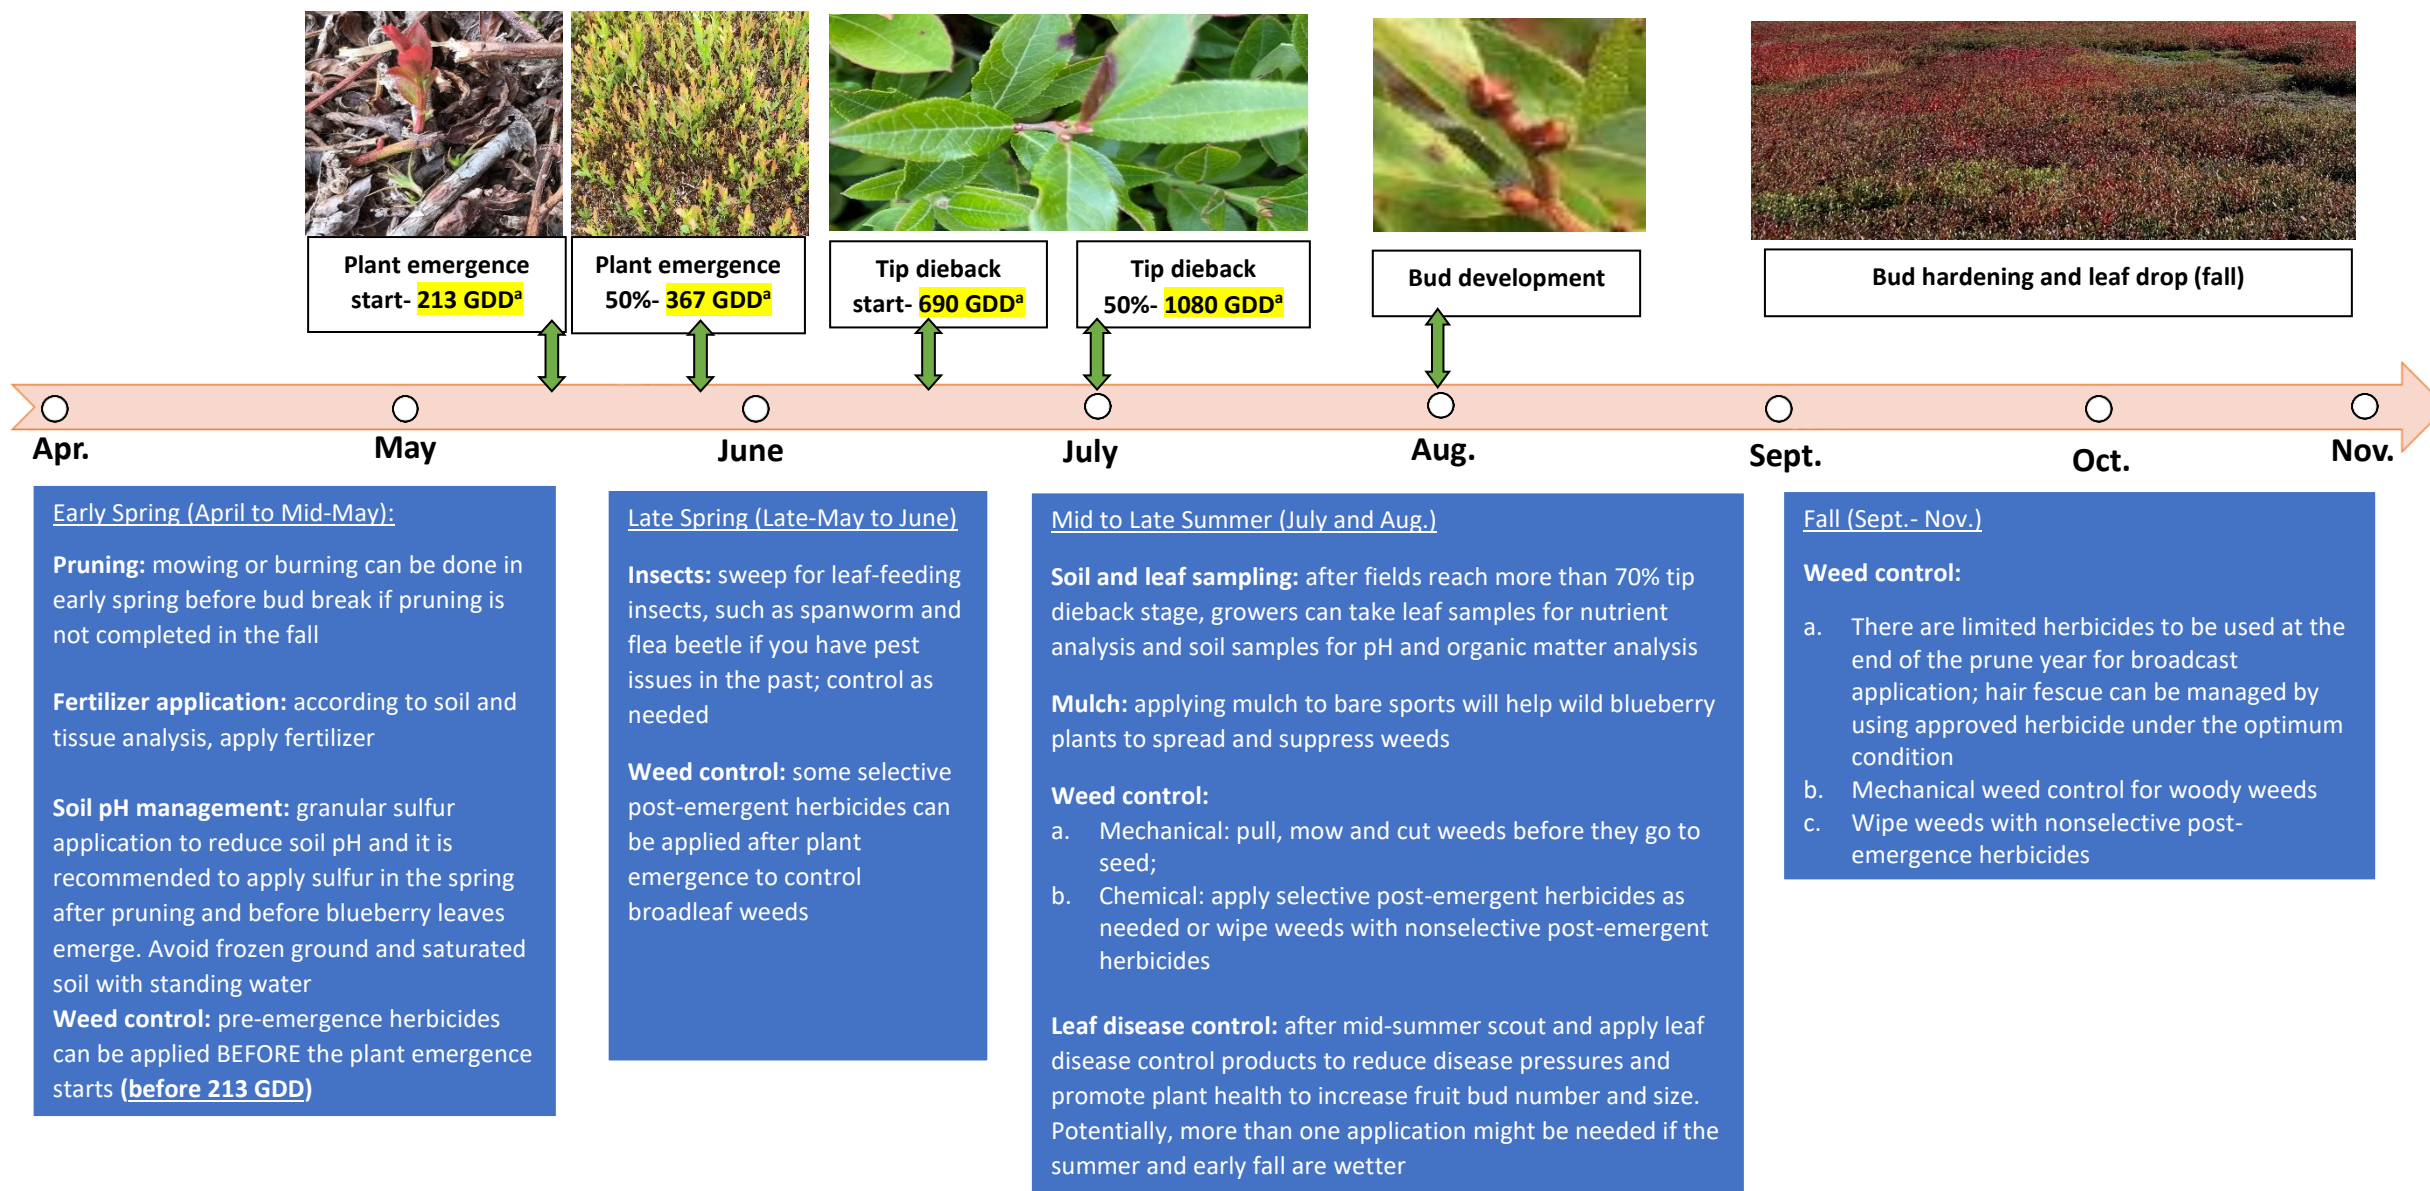 Plant emergence
start- 213 GDDᵃ
Plant emergence
50%- 367 GDDᵃ
Tip dieback
start- 690 GDDᵃ
Tip dieback
50%- 1080 GDDᵃ
Bud development
Bud hardening and leaf drop (fall)
Apr.
May
June
July
Aug.
Sept.
Oct.
Nov.
Early Spring (April to Mid-May):
Pruning: mowing or burning can be done in
early spring before bud break if pruning is
not completed in the fall
Fertilizer application: according to soil and
tissue analysis, apply fertilizer
Soil pH management: granular sulfur
application to reduce soil pH and it is
recommended to apply sulfur in the spring
after pruning and before blueberry leaves
emerge. Avoid frozen ground and saturated
soil with standing water
Weed control: pre-emergence herbicides
can be applied BEFORE the plant emergence
starts (before 213 GDD)
Late Spring (Late-May to June)
Insects: sweep for leaf-feeding
insects, such as spanworm and
flea beetle if you have pest
issues in the past; control as
needed
Weed control: some selective
post-emergent herbicides can
be applied after plant
emergence to control
broadleaf weeds
Mid to Late Summer (July and Aug.)
Soil and leaf sampling: after fields reach more than 70% tip
dieback stage, growers can take leaf samples for nutrient
analysis and soil samples for pH and organic matter analysis
Mulch: applying mulch to bare sports will help wild blueberry
plants to spread and suppress weeds
Weed control:
a. Mechanical: pull, mow and cut weeds before they go to
seed;
b. Chemical: apply selective post-emergent herbicides as
needed or wipe weeds with nonselective post-emergent
herbicides
Leaf disease control: after mid-summer scout and apply leaf
disease control products to reduce disease pressures and
promote plant health to increase fruit bud number and size.
Potentially, more than one application might be needed if the
summer and early fall are wetter
Fall (Sept.- Nov.)
Weed control:
a. There are limited herbicides to be used at the
end of the prune year for broadcast
application; hair fescue can be managed by
using approved herbicide under the optimum
condition
b. Mechanical weed control for woody weeds
c. Wipe weeds with nonselective post-
emergence herbicides